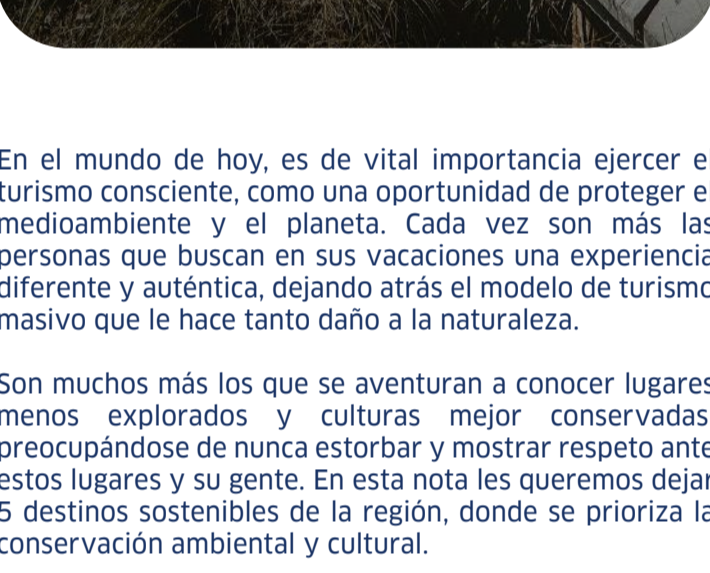 En el mundo de hoy, es de vital importancia ejercer el
turismo consciente, como una oportunidad de proteger el
medioambiente y el planeta. Cada vez son más las
personas que buscan en sus vacaciones una experiencia
diferente y auténtica, dejando atrás el modelo de turismo
masivo que le hace tanto daño a la naturaleza.
Son muchos más los que se aventuran a conocer lugares
menos explorados y culturas mejor conservadas
preocupándose de nunca estorbar y mostrar respeto ante
estos lugares y su gente. En esta nota les queremos dejar
5 destinos sostenibles de la región, donde se prioriza la
conservación ambiental y cultural.